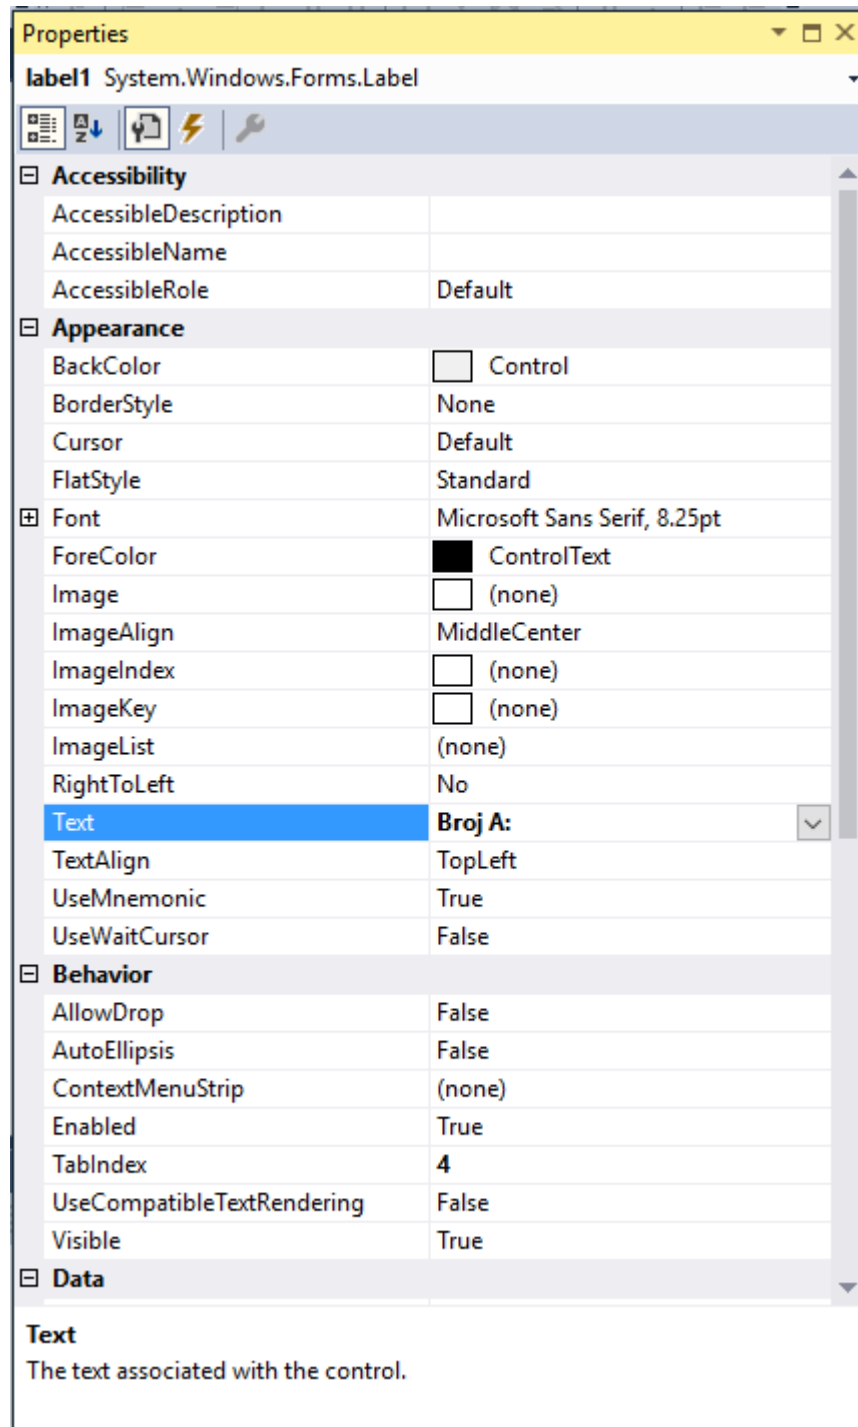 Properties
label1 System.Windows.Forms.Label
Accessibility
AccessibleDescription
AccessibleName
AccessibleRole Default
Appearance
BackColor Control
BorderStyle None
Cursor Default
FlatStyle Standard
Font Microsoft Sans Serif, 8.25pt
ForeColor ControlText
Image (none)
ImageAlign MiddleCenter
ImageIndex (none)
ImageKey (none)
ImageList (none)
RightToLeft No
Text Broj A:
TextAlign TopLeft
UseMnemonic True
UseWaitCursor False
Behavior
AllowDrop False
AutoEllipsis False
ContextMenuStrip (none)
Enabled True
TabIndex 4
UseCompatibleTextRendering False
Visible True
Data
Text
The text associated with the control.